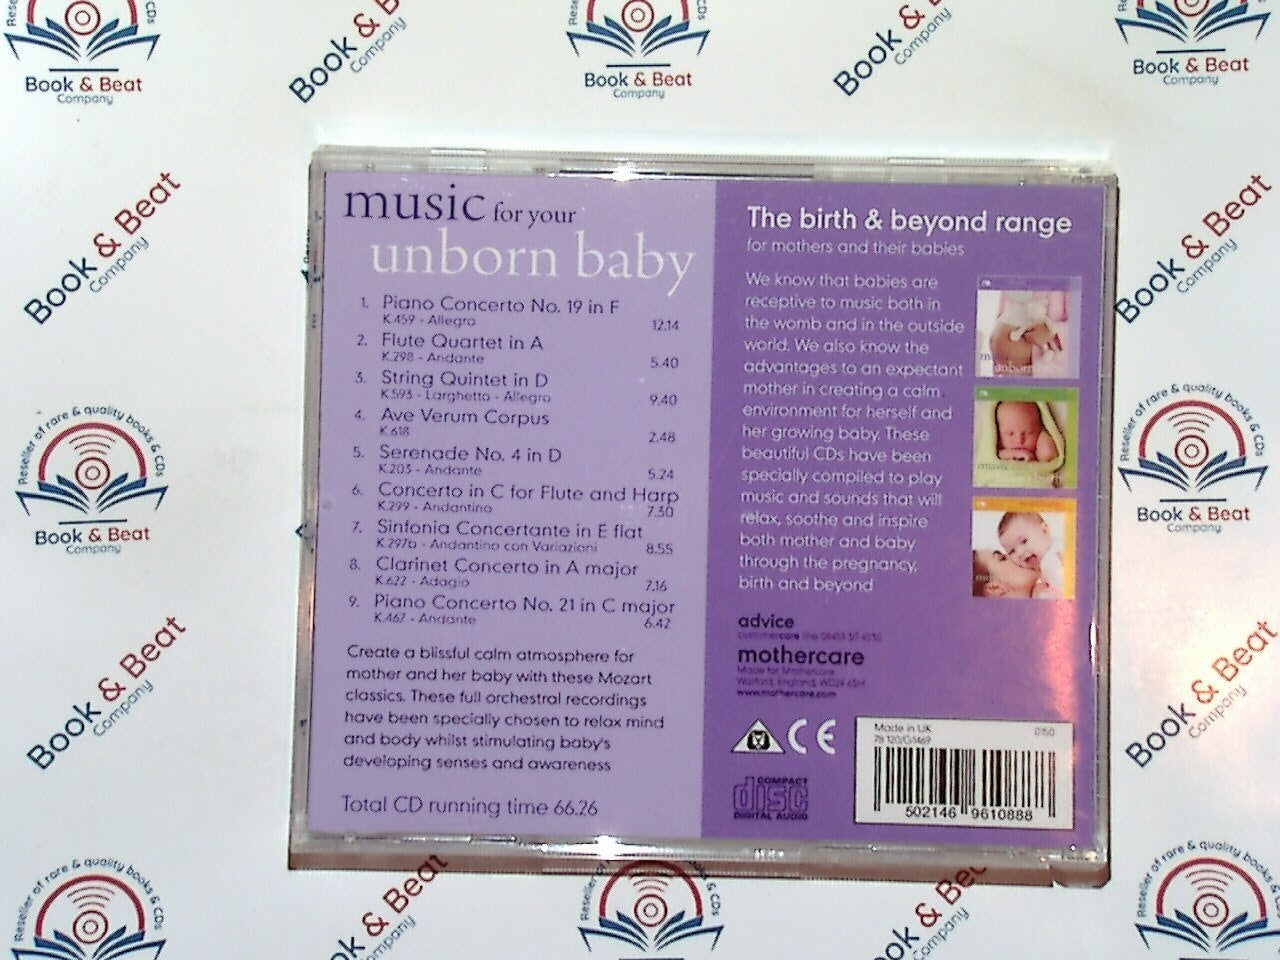 music for your
unborn baby
1. Piano Concerto No. 19 in F
K.459 - Allegro 12.14
2. Flute Quartet in A
K.298 - Andante 5.40
3. String Quintet in D
K.593 - Larghetto - Allegro 9.40
4. Ave Verum Corpus
K.618 2.48
5. Serenade No. 4 in D
K.203 - Andante 5.24
6. Concerto in C for Flute and Harp
K.299 - Andantino 7.30
7. Sinfonia Concertante in E flat
K.297b - Andantino con Variazioni 8.55
8. Clarinet Concerto in A major
K.622 - Adagio 7.16
9. Piano Concerto No. 21 in C major
K.467 - Andante 6.42
Create a blissful calm atmosphere for
mother and her baby with these Mozart
classics. These full orchestral recordings
have been specially chosen to relax mind
and body whilst stimulating baby's
developing senses and awareness
Total CD running time 66.26
The birth & beyond range
for mothers and their babies
We know that babies are
receptive to music both in
the womb and in the outside
world. We also know the
advantages to an expectant
mother in creating a calm
environment for herself and
her growing baby. These
beautiful CDs have been
specially compiled to play
music and sounds that will
relax, soothe and inspire
both mother and baby
through the pregnancy,
birth and beyond
advice
customercare line
mothercare
Made for Mothercare
Watford, England, WD24 6SH
www.mothercare.com
CE
COMPACT
disc
DIGITAL AUDIO
Made in UK
502146 9610888
Book & Beat
Company
Reseller of rare & quality books & CDs
Book & Beat
Company